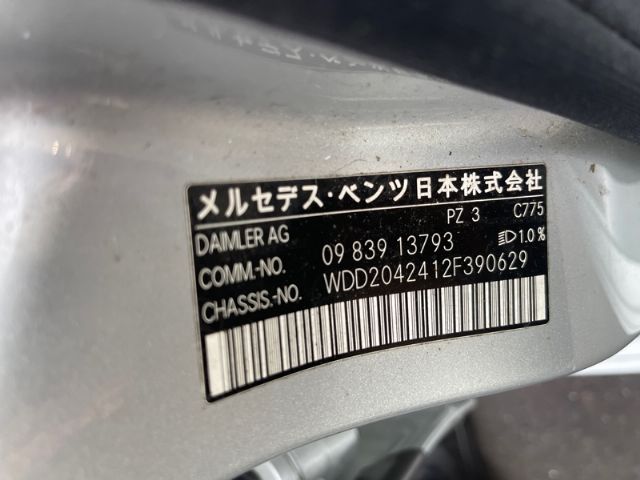 メルセデス・ベンツ日本株式会社
PZ 3 C775
DAIMLER AG
COMM.-NO. 09 839 13793 1.0%
CHASSIS.-NO. WDD2042412F390629